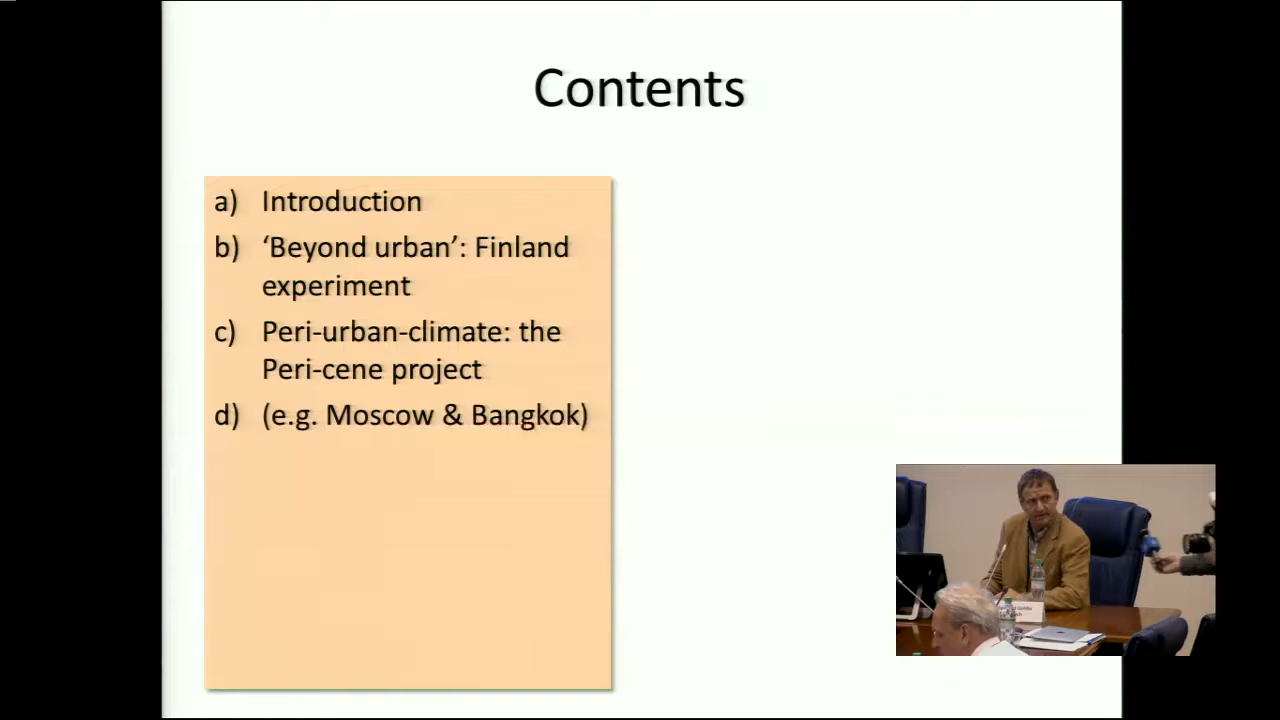 Contents
a) Introduction
b) ‘Beyond urban’: Finland
experiment
c) Peri-urban-climate: the
Peri-cene project
d) (e.g. Moscow & Bangkok)